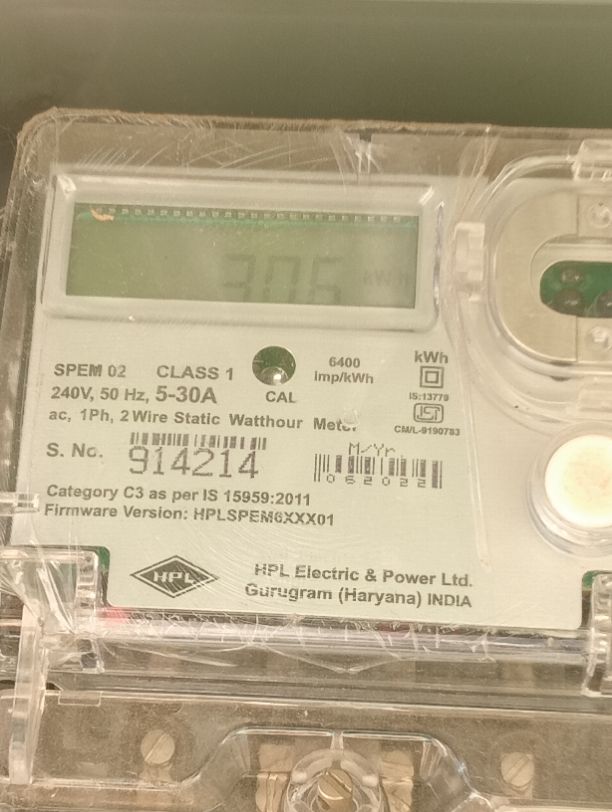 306
SPEM 02 CLASS 1 6400 imp/kWh kWh
240V, 50 Hz, 5-30A CAL IS:13779
ac, 1Ph, 2 Wire Static Watthour Meter
CM/L-9190783
S. No. 914214 M/Yr 062022
Category C3 as per IS 15959:2011
Firmware Version: HPLSPEM6XXX01
HPL HPL Electric & Power Ltd.
Gurugram (Haryana) INDIA